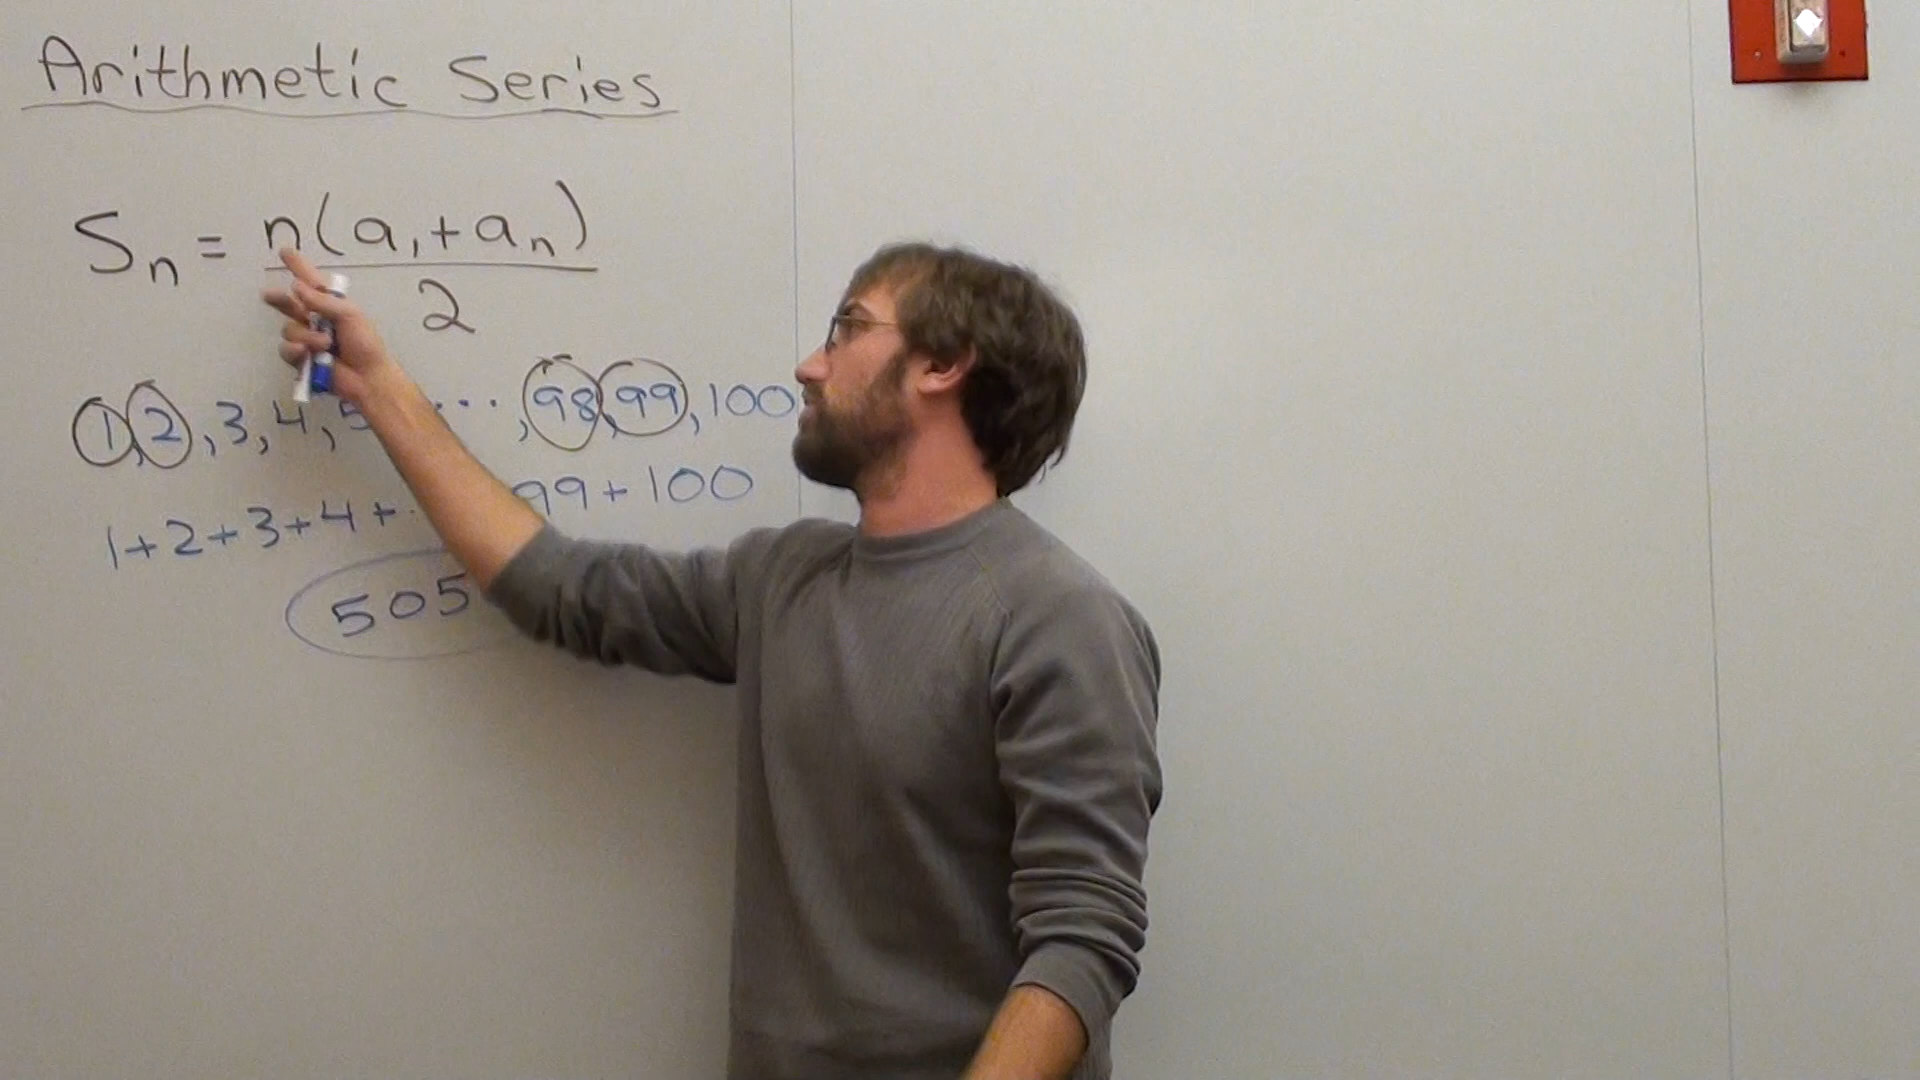 Arithmetic Series
Sn = n(a1+an)
2
1,2,3,4,5 ..., 98,99,100
1+2+3+4+. 99+100
505